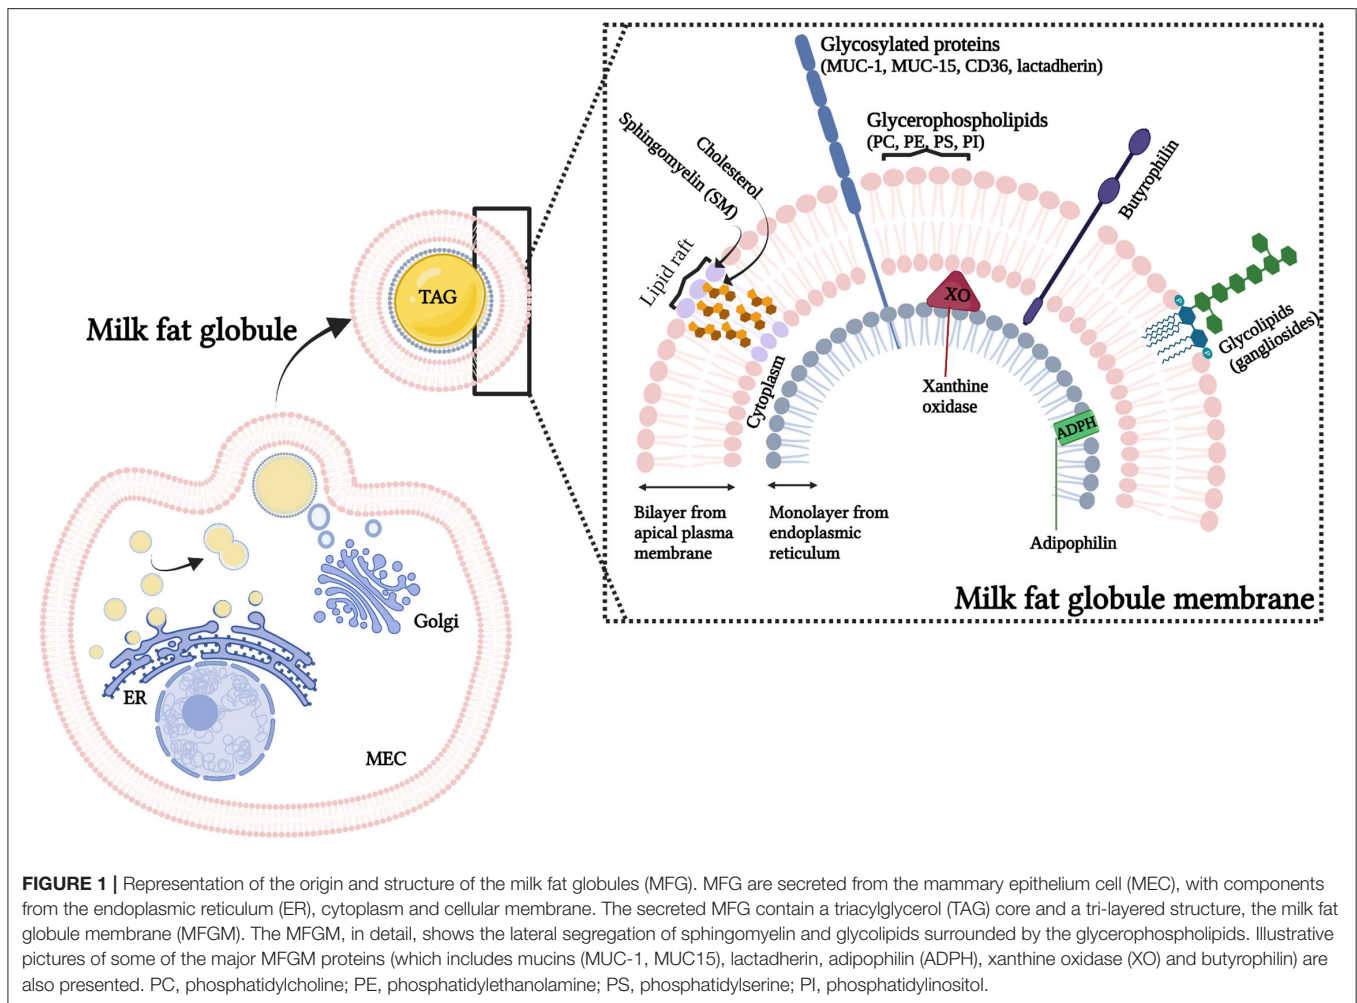 Glycosylated proteins
(MUC-1, MUC-15, CD36, lactadherin)
Glycerophospholipids
(PC, PE, PS, PI)
Sphingomyelin (SM)
Cholesterol
Lipid raft
Butyrophilin
Glycolipids
(gangliosides)
P
P
XO
Xanthine
oxidase
Cytoplasm
ADPH
Adipophilin
Bilayer from
apical plasma
membrane
Monolayer from
endoplasmic
reticulum
Milk fat globule membrane
TAG
Milk fat globule
Golgi
ER
MEC
FIGURE 1 | Representation of the origin and structure of the milk fat globules (MFG). MFG are secreted from the mammary epithelium cell (MEC), with components
from the endoplasmic reticulum (ER), cytoplasm and cellular membrane. The secreted MFG contain a triacylglycerol (TAG) core and a tri-layered structure, the milk fat
globule membrane (MFGM). The MFGM, in detail, shows the lateral segregation of sphingomyelin and glycolipids surrounded by the glycerophospholipids. Illustrative
pictures of some of the major MFGM proteins (which includes mucins (MUC-1, MUC15), lactadherin, adipophilin (ADPH), xanthine oxidase (XO) and butyrophilin) are
also presented. PC, phosphatidylcholine; PE, phosphatidylethanolamine; PS, phosphatidylserine; PI, phosphatidylinositol.